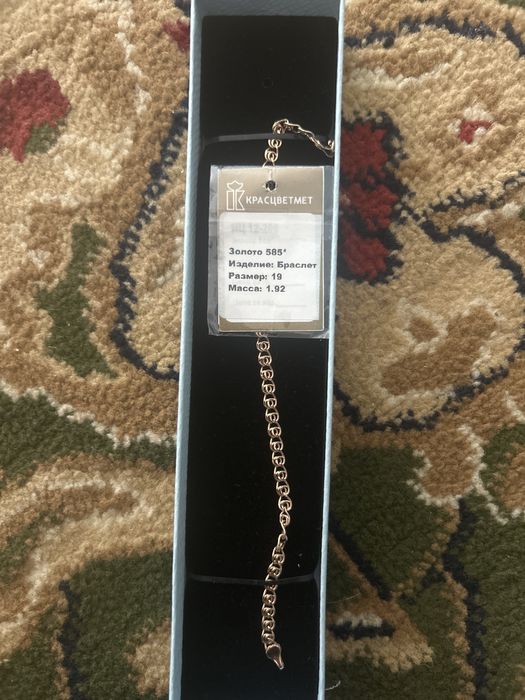 КРАСЦВЕТМЕТ
Золото 585*
Изделие: Браслет
Размер: 19
Масса: 1.92